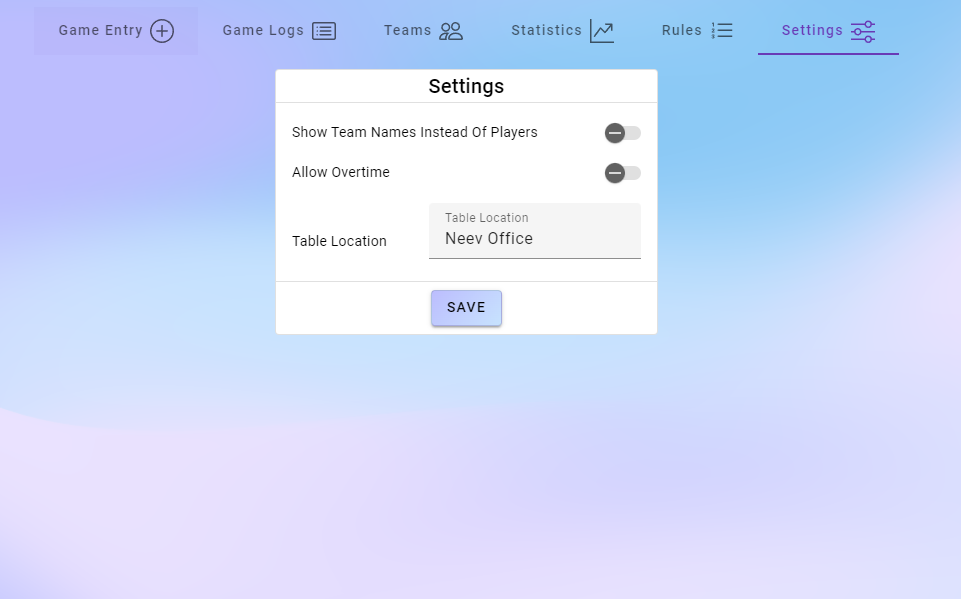 Game Entry Game Logs Teams Statistics Rules Settings
Settings
Show Team Names Instead Of Players
Allow Overtime
Table Location
Table Location
Neev Office
SAVE